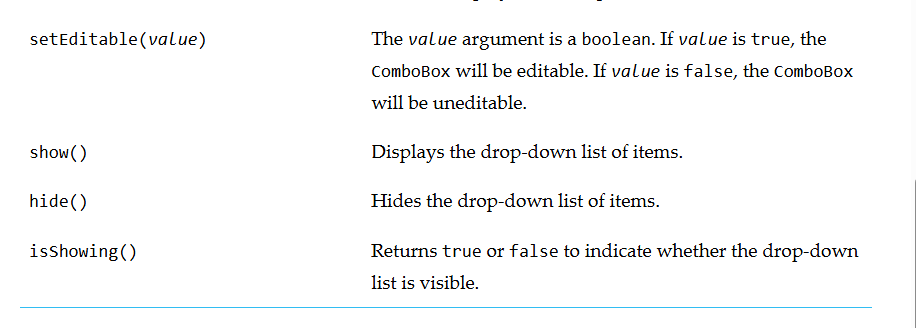 setEditable(value) The value argument is a boolean. If value is true, the
ComboBox will be editable. If value is false, the ComboBox
will be uneditable.
show() Displays the drop-down list of items.
hide() Hides the drop-down list of items.
isShowing() Returns true or false to indicate whether the drop-down
list is visible.